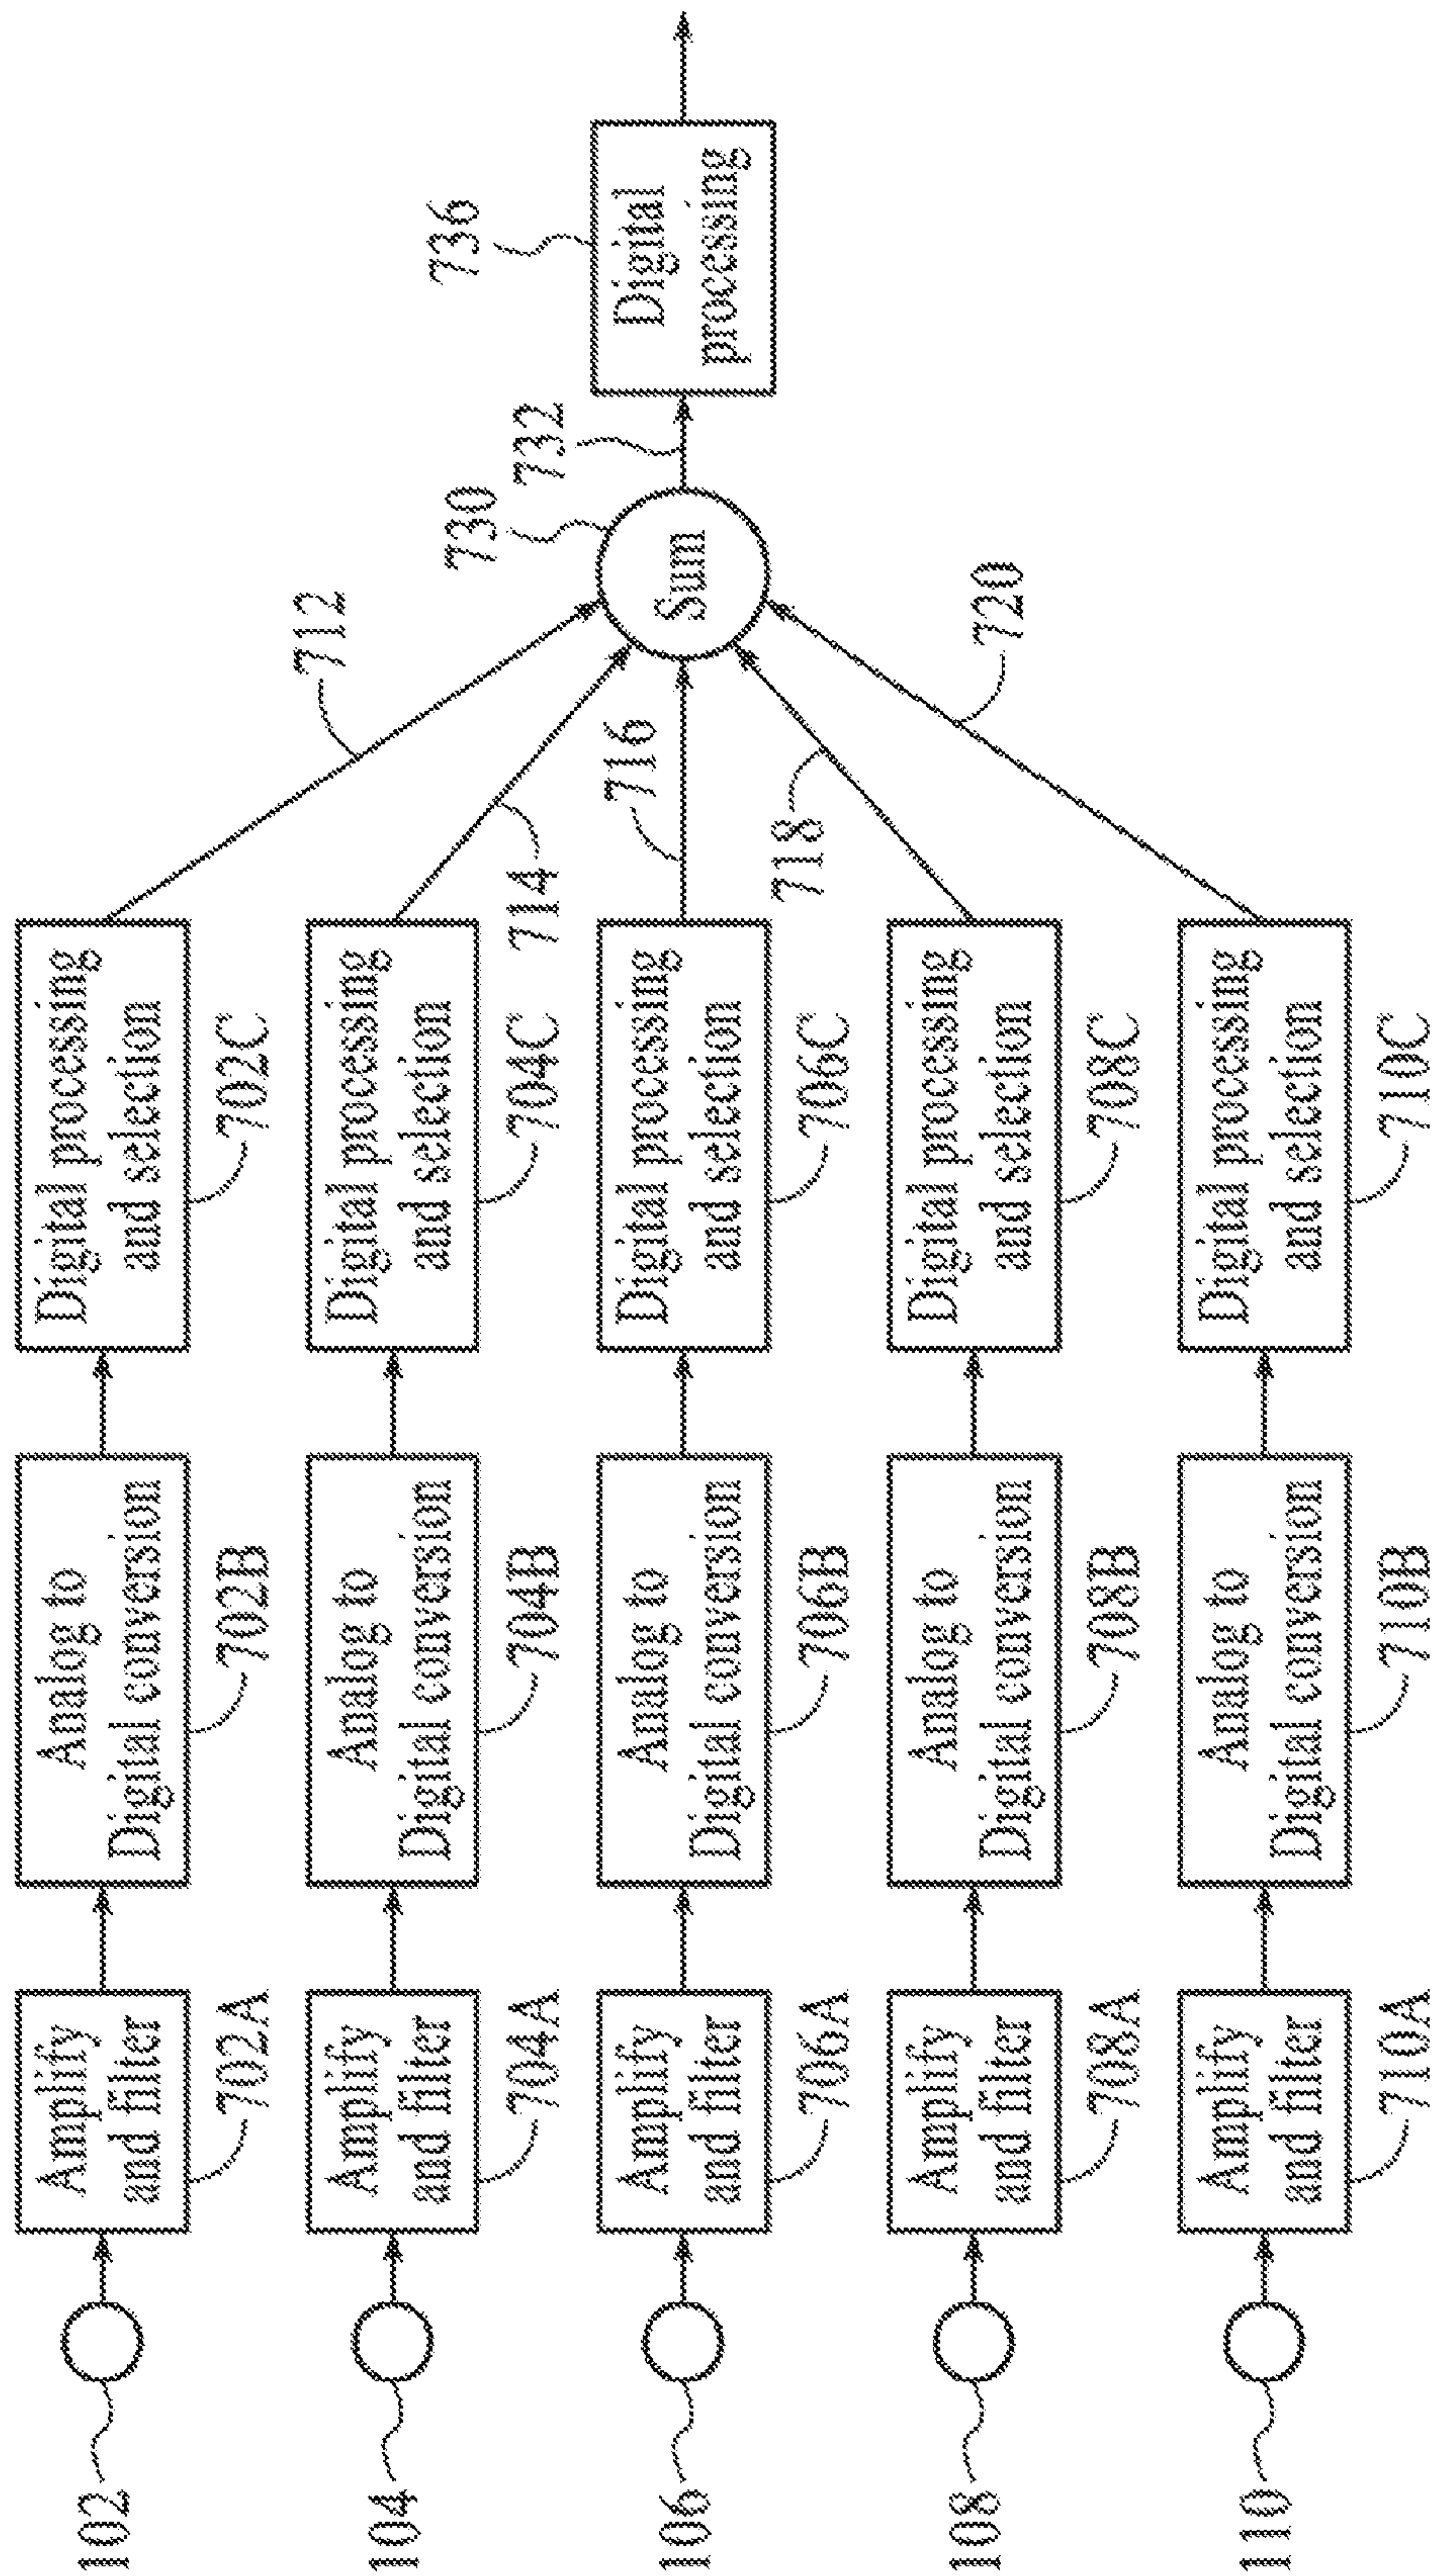 102
Amplify
and filter
702A
Analog to
Digital conversion
702B
Digital processing
and selection
702C
712
104
Amplify
and filter
704A
Analog to
Digital conversion
704B
Digital processing
and selection
704C
714
106
Amplify
and filter
706A
Analog to
Digital conversion
706B
Digital processing
and selection
706C
716
730
Sum
732
736
Digital
processing
108
Amplify
and filter
708A
Analog to
Digital conversion
708B
Digital processing
and selection
708C
718
110
Amplify
and filter
710A
Analog to
Digital conversion
710B
Digital processing
and selection
710C
720